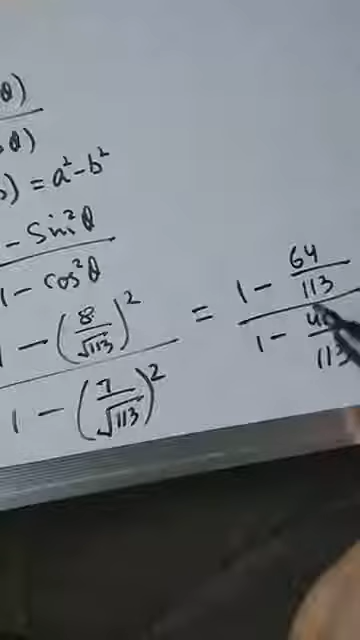 θ)
θ)
) = a² - b²
- Sin²θ
1 - cos²θ
1 - (8/√113)² = 1 - 64/113
1 - (7/√113)² 1 - 113